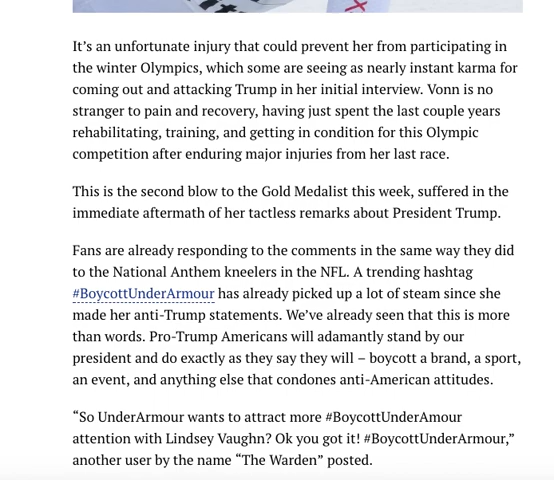 It's an unfortunate injury that could prevent her from participating in
the winter Olympics, which some are seeing as nearly instant karma for
coming out and attacking Trump in her initial interview. Vonn is no
stranger to pain and recovery, having just spent the last couple years
rehabilitating, training, and getting in condition for this Olympic
competition after enduring major injuries from her last race.
This is the second blow to the Gold Medalist this week, suffered in the
immediate aftermath of her tactless remarks about President Trump.
Fans are already responding to the comments in the same way they did
to the National Anthem kneelers in the NFL. A trending hashtag
#BoycottUnderArmour has already picked up a lot of steam since she
made her anti-Trump statements. We've already seen that this is more
than words. Pro-Trump Americans will adamantly stand by our
president and do exactly as they say they will – boycott a brand, a sport,
an event, and anything else that condones anti-American attitudes.
“So UnderArmour wants to attract more #BoycottUnderAmour
attention with Lindsey Vaughn? Ok you got it! #BoycottUnderArmour,”
another user by the name “The Warden” posted.